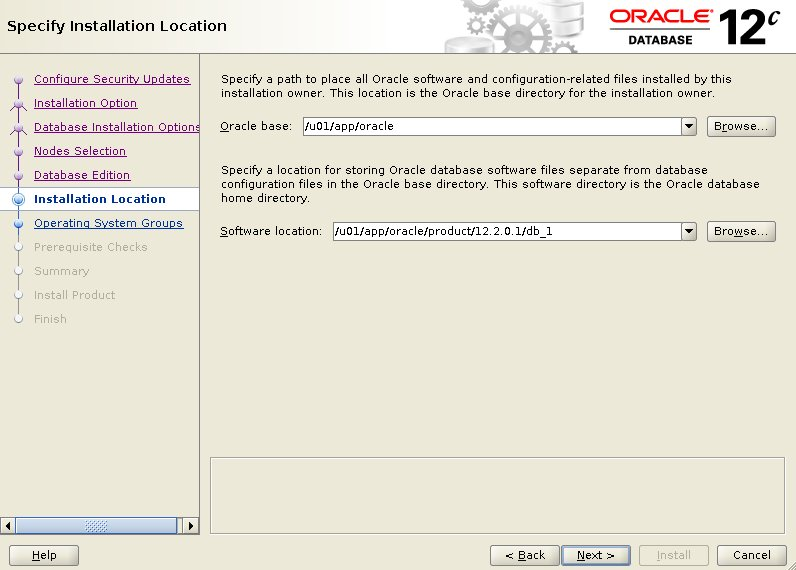 Specify Installation Location
ORACLE®
DATABASE
12c
Configure Security Updates
Installation Option
Database Installation Options
Nodes Selection
Database Edition
Installation Location
Operating System Groups
Prerequisite Checks
Summary
Install Product
Finish
Specify a path to place all Oracle software and configuration-related files installed by this
installation owner. This location is the Oracle base directory for the installation owner.
Oracle base: /u01/app/oracle Browse...
Specify a location for storing Oracle database software files separate from database
configuration files in the Oracle base directory. This software directory is the Oracle database
home directory.
Software location: /u01/app/oracle/product/12.2.0.1/db_1 Browse...
Help < Back Next > Install Cancel